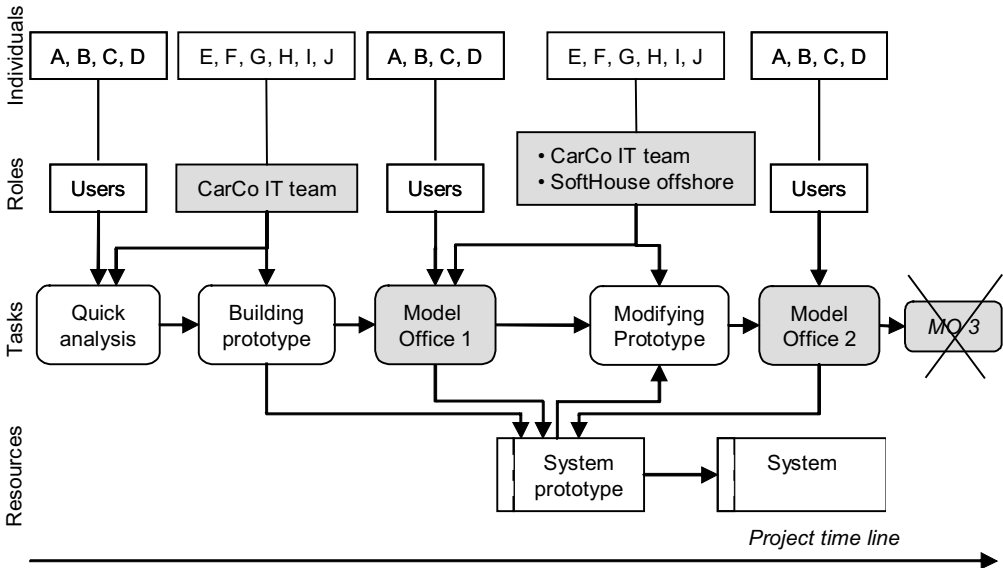 Individuals
A, B, C, D
E, F, G, H, I, J
A, B, C, D
E, F, G, H, I, J
A, B, C, D
Roles
Users
CarCo IT team
Users
• CarCo IT team
• SoftHouse offshore
Users
Tasks
Quick
analysis
Building
prototype
Model
Office 1
Modifying
Prototype
Model
Office 2
MO 3
Resources
System
prototype
System
Project time line